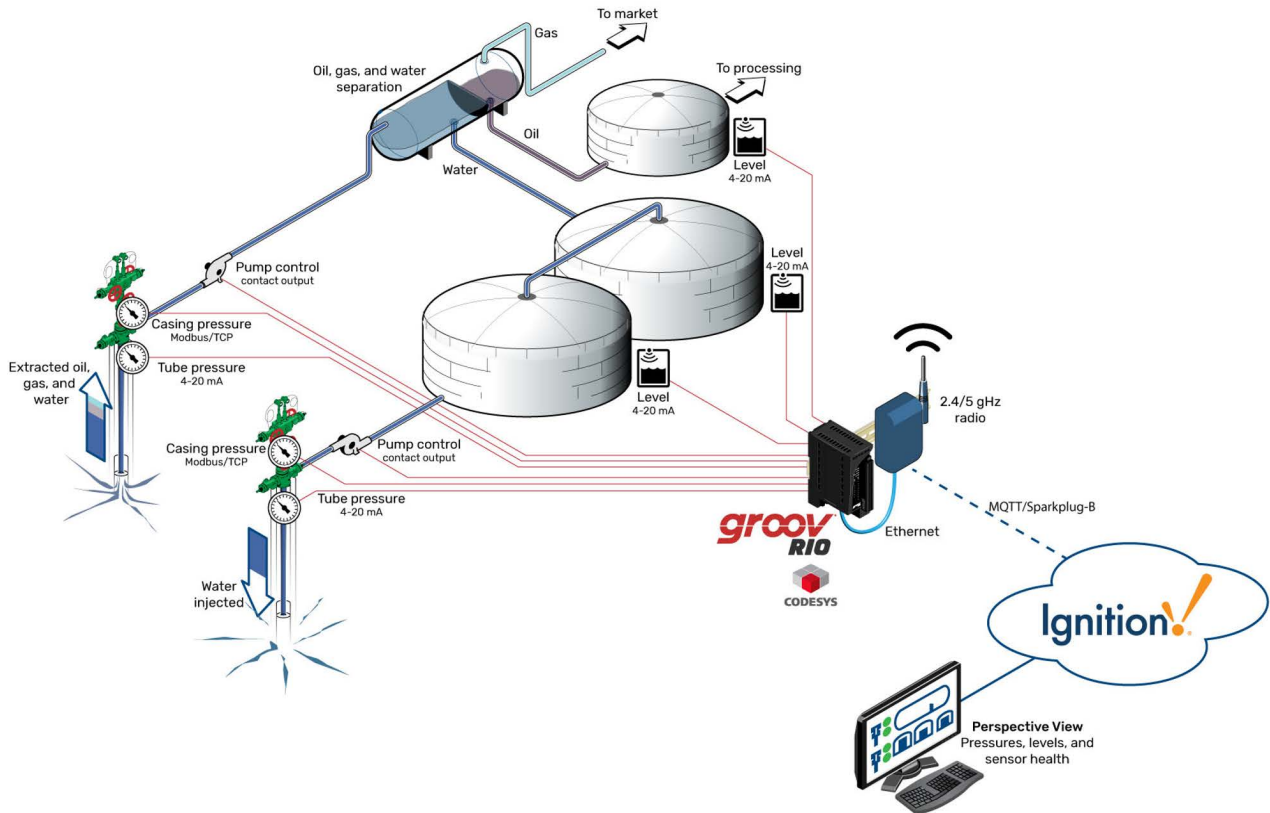 To market
Gas
Oil, gas, and water
separation
To processing
Oil
Water
Level
4-20 mA
Level
4-20 mA
Pump control
contact output
Casing pressure
Modbus/TCP
Tube pressure
4-20 mA
Extracted oil,
gas, and
water
Level
4-20 mA
2.4/5 gHz
radio
Casing pressure
Modbus/TCP
Pump control
contact output
Tube pressure
4-20 mA
groov
RIO
Ethernet
MQTT/Sparkplug-B
CODESYS
Water
injected
Ignition!
Perspective View
Pressures, levels, and
sensor health